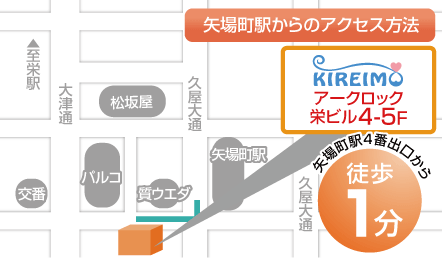 矢場町駅からのアクセス方法
▲至栄駅
大津通
久屋大通
松坂屋
KIREIMO
アークロック
栄ビル4-5F
パルコ
矢場町駅
交番
質ウエダ
久屋大通
矢場町駅4番出口から
徒歩
1分